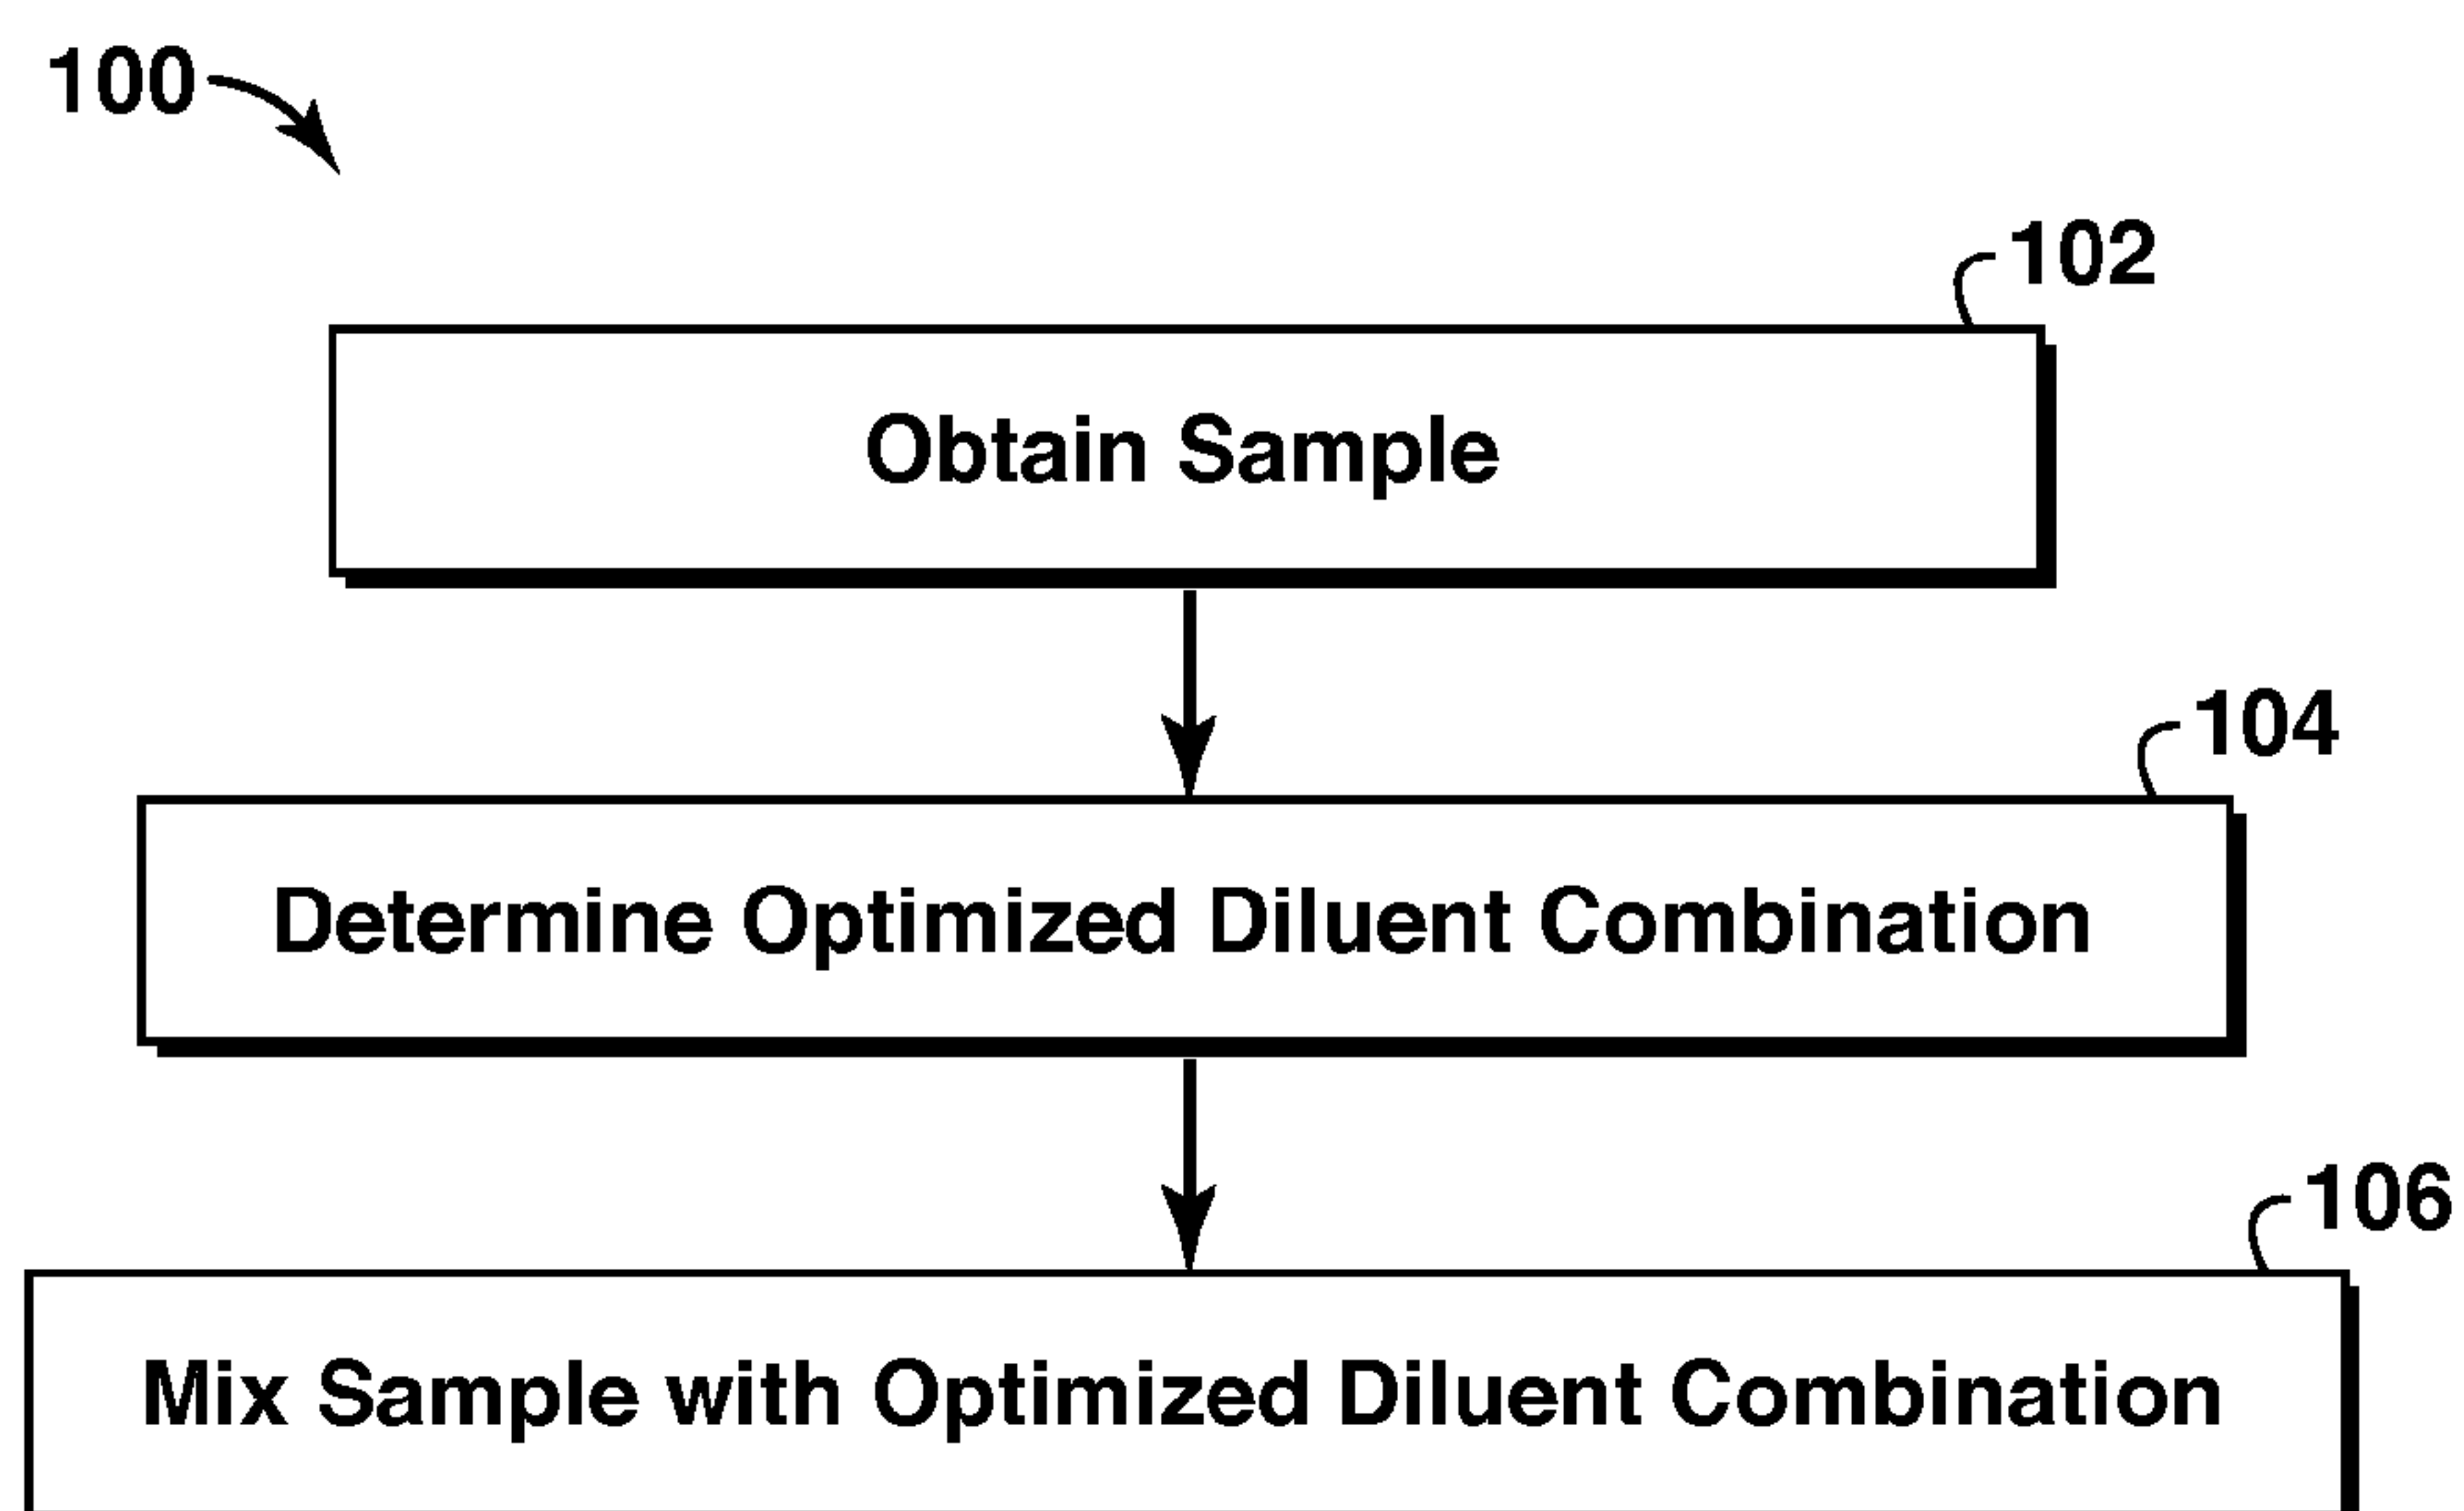 100
102
Obtain Sample
104
Determine Optimized Diluent Combination
106
Mix Sample with Optimized Diluent Combination